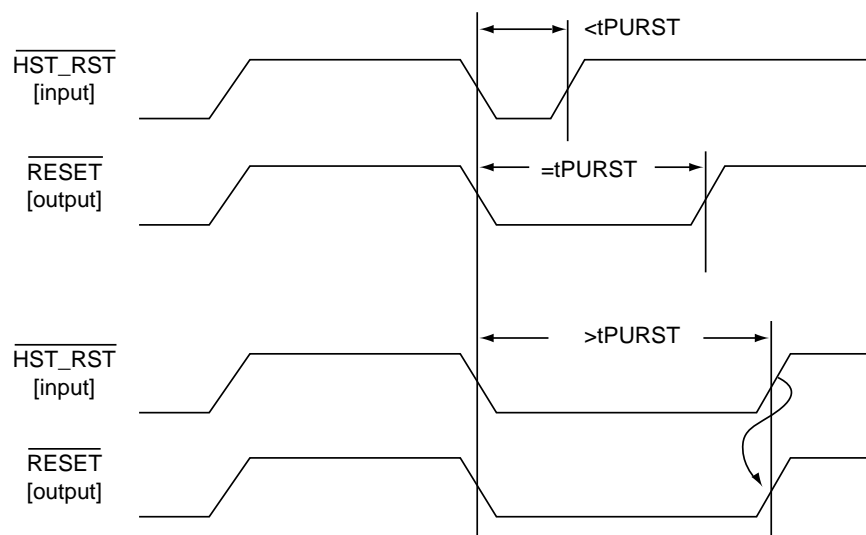 <tPURST
HST_RST
[input]
RESET
[output]
=tPURST
>tPURST
HST_RST
[input]
RESET
[output]